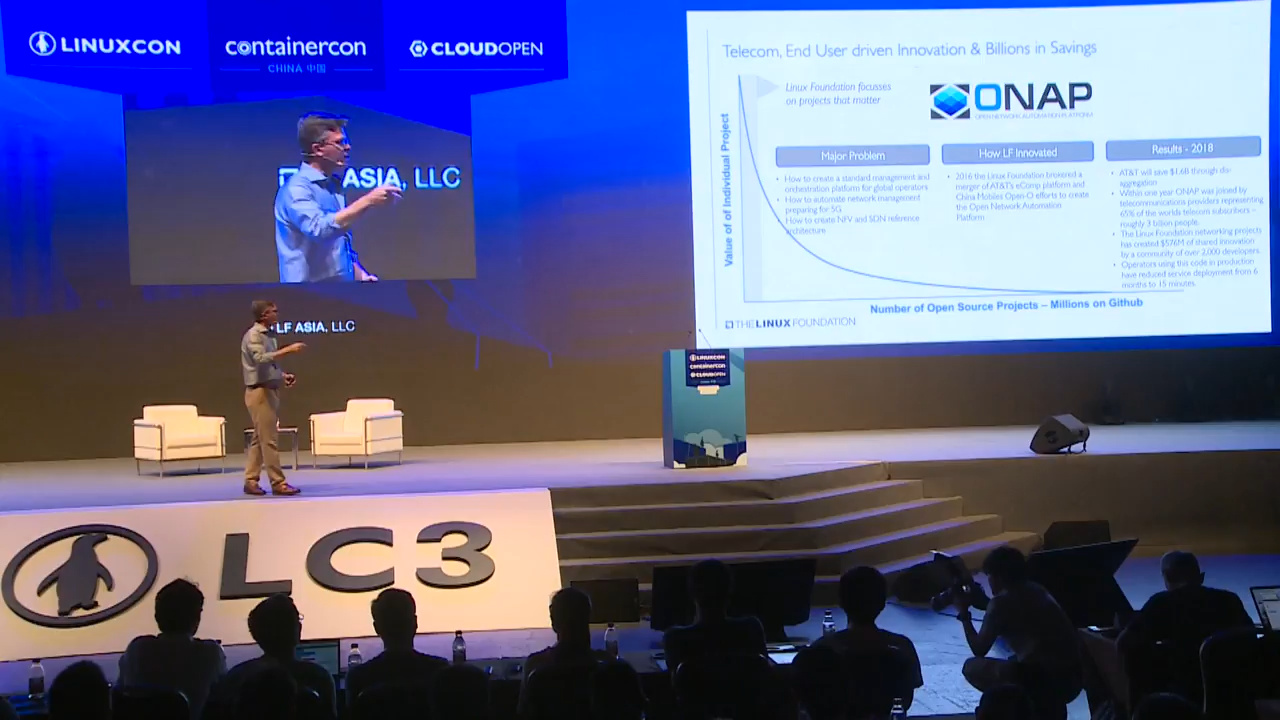 LINUXCON
containercon
CHINA 中国
CLOUDOPEN
ASIA, LLC
LF ASIA, LLC
Telecom, End User driven Innovation & Billions in Savings
Linux Foundation focusses
on projects that matter
ONAP
OPEN NETWORK AUTOMATION PLATFORM
Value of Individual Project
Major Problem
• How to create a standard management and
orchestration platform for global operators
• How to automate network management
preparing for 5G
How to create NFV and SDN reference
architecture
How LF Innovated
• 2016 the Linux Foundation brokered a
merger of AT&T's eComp platform and
China Mobiles Open O efforts to create
the Open Network Automation
Platform
Results - 2018
• AT&T will save $1.6B through dis-
aggregation
• Within one year ONAP was joined by
telecommunications providers representing
65% of the worlds telecom subscribers –
roughly 3 billion people.
• The Linux Foundation networking projects
has created $576M of shared innovation
by a community of over 2,000 developers.
• Operators using this code in production
have reduced service deployment from 6
months to 15 minutes.
Number of Open Source Projects – Millions on Github
THE LINUX FOUNDATION
LINUXCON
containercon
CLOUDOPEN
LC3